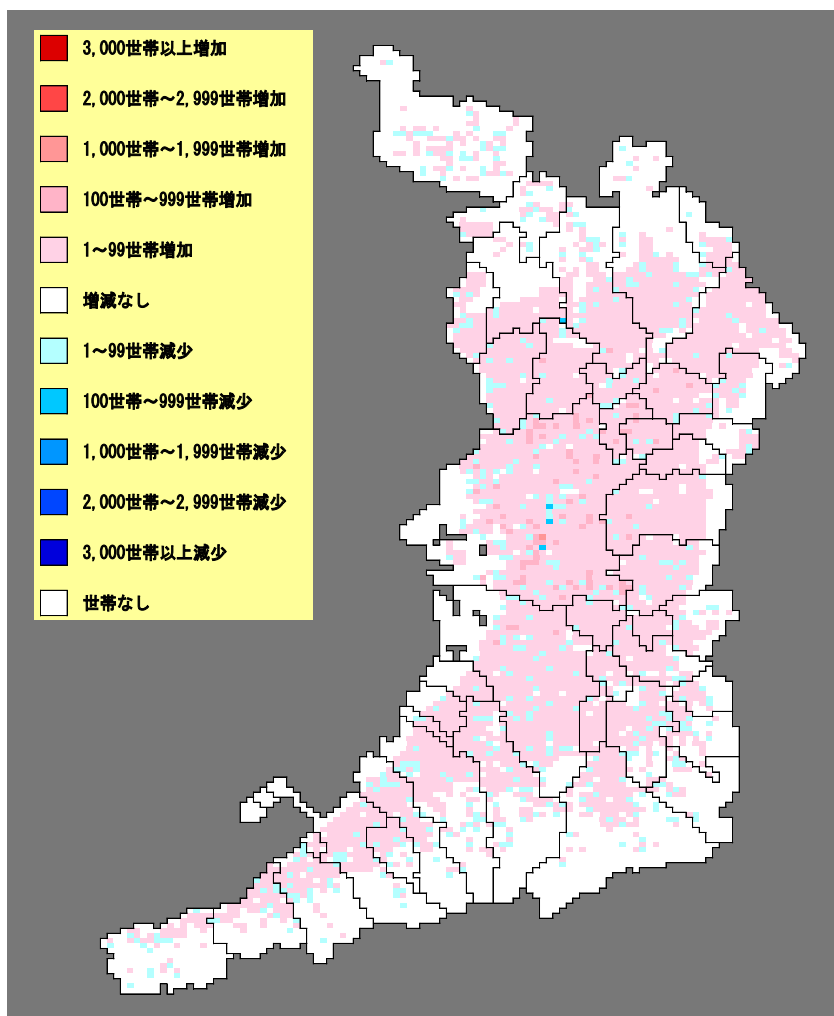 3,000世帯以上増加
2,000世帯～2,999世帯増加
1,000世帯～1,999世帯増加
100世帯～999世帯増加
1～99世帯増加
増減なし
1～99世帯減少
100世帯～999世帯減少
1,000世帯～1,999世帯減少
2,000世帯～2,999世帯減少
3,000世帯以上減少
世帯なし